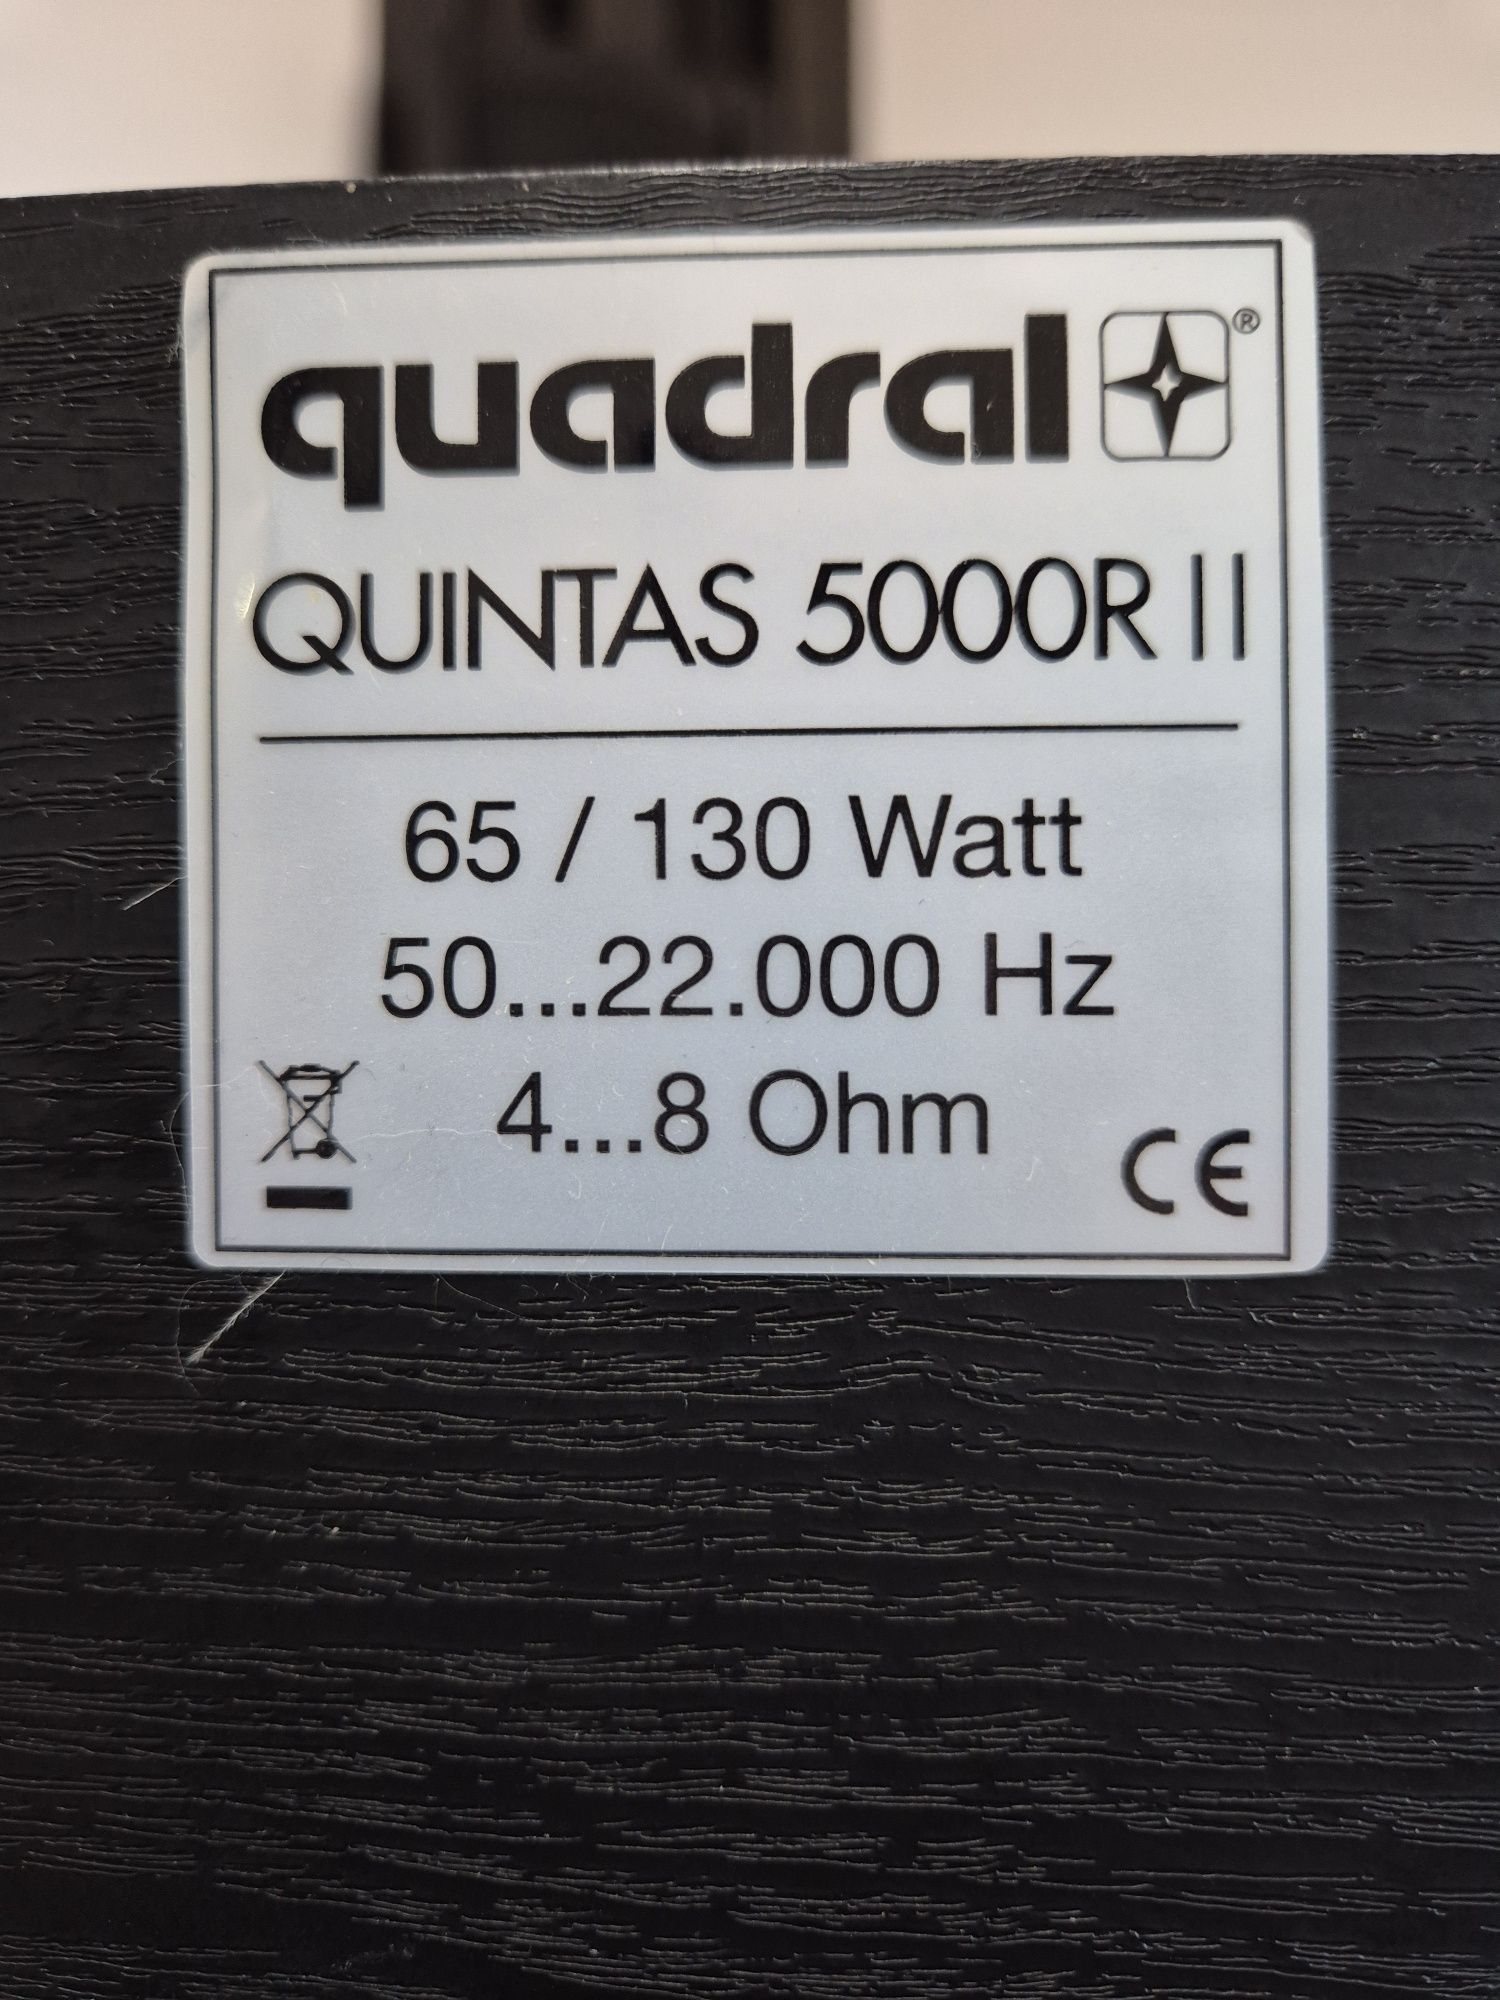 quadral ®
QUINTAS 5000R II
65 / 130 Watt
50...22.000 Hz
4...8 Ohm
CE